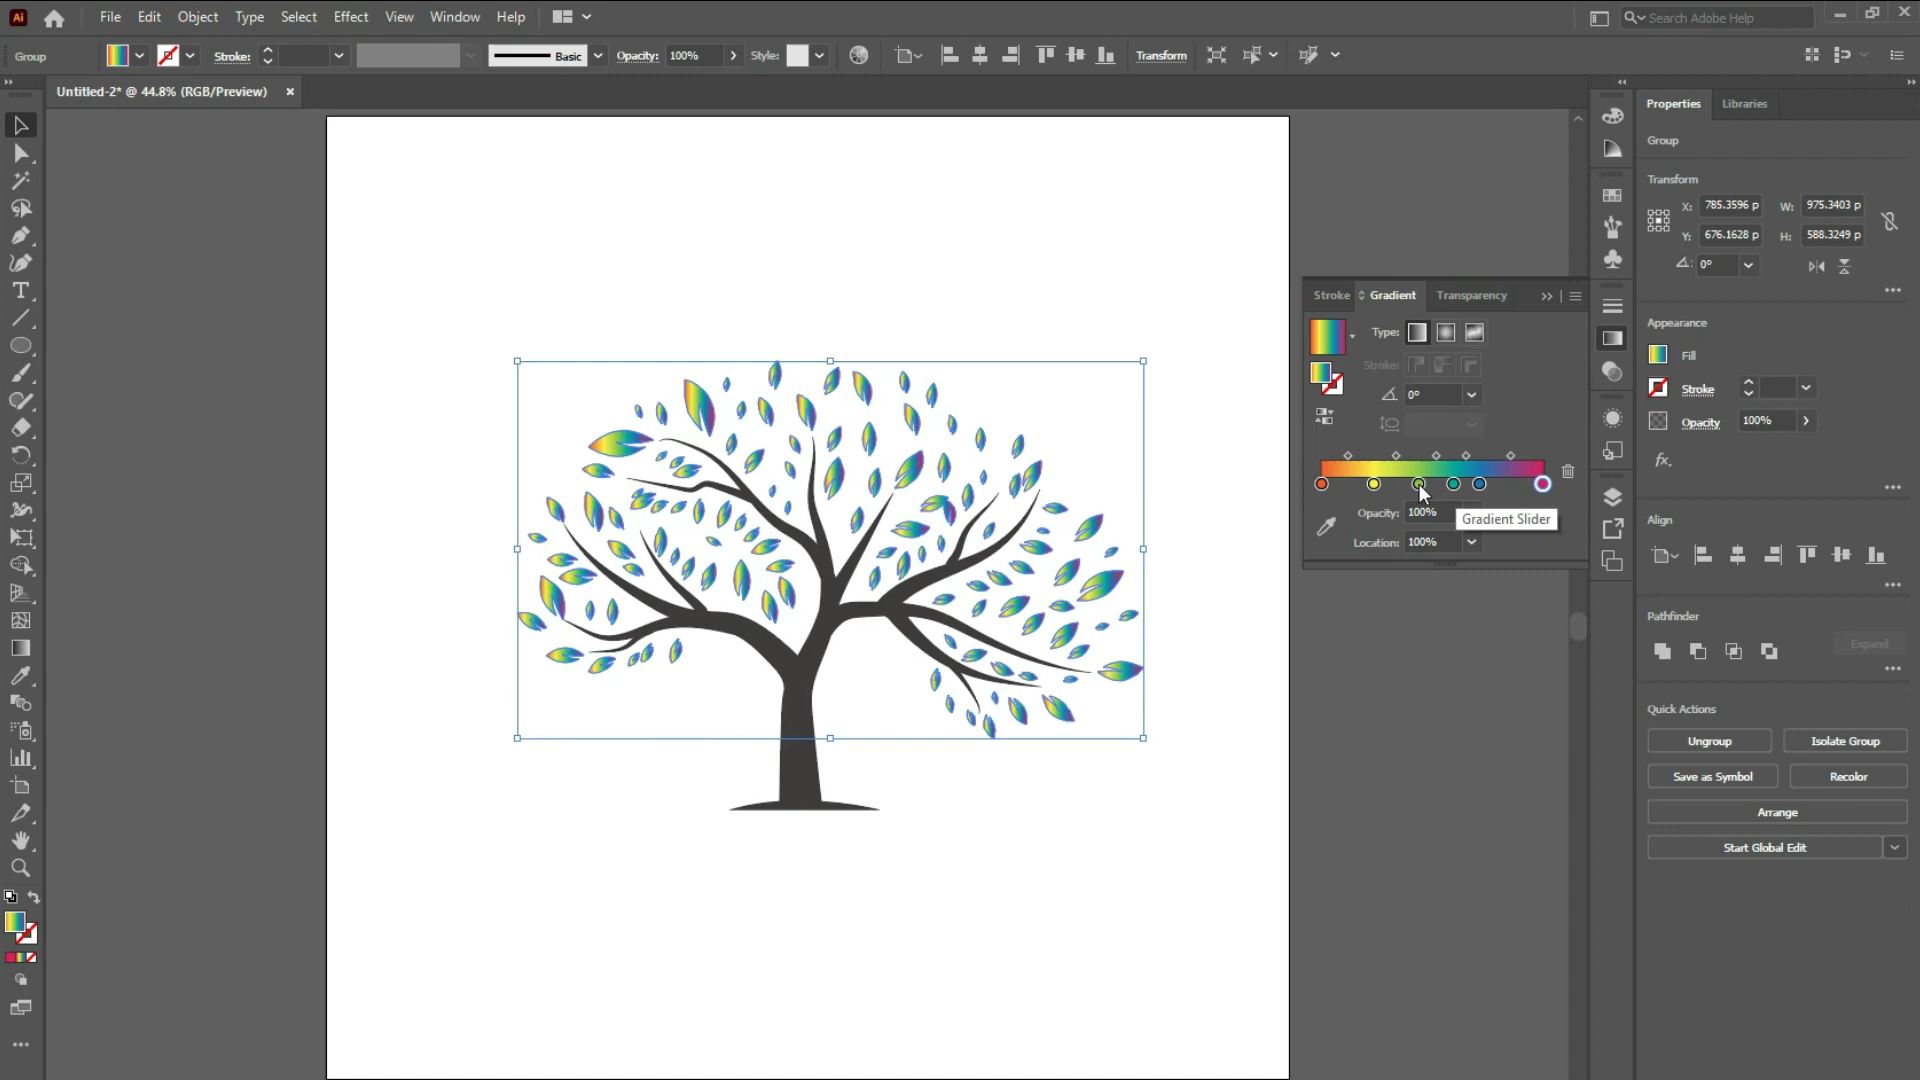 Ai File Edit Object Type Select Effect View Window Help Search Adobe Help
Group Stroke: Basic Opacity: 100% Style: Transform
Untitled-2* @ 44.8% (RGB/Preview) ×
Properties Libraries
Group
Transform
X: 785.3596 p W: 975.3403 p
Y: 676.1628 p H: 588.3249 p
0°
Appearance
Fill
Stroke
Opacity 100%
fx.
Align
Pathfinder
Expand
Quick Actions
Ungroup Isolate Group
Save as Symbol Recolor
Arrange
Start Global Edit
Stroke Gradient Transparency
Type:
Stroke:
0°
Opacity: 100%
Gradient Slider
Location: 100%